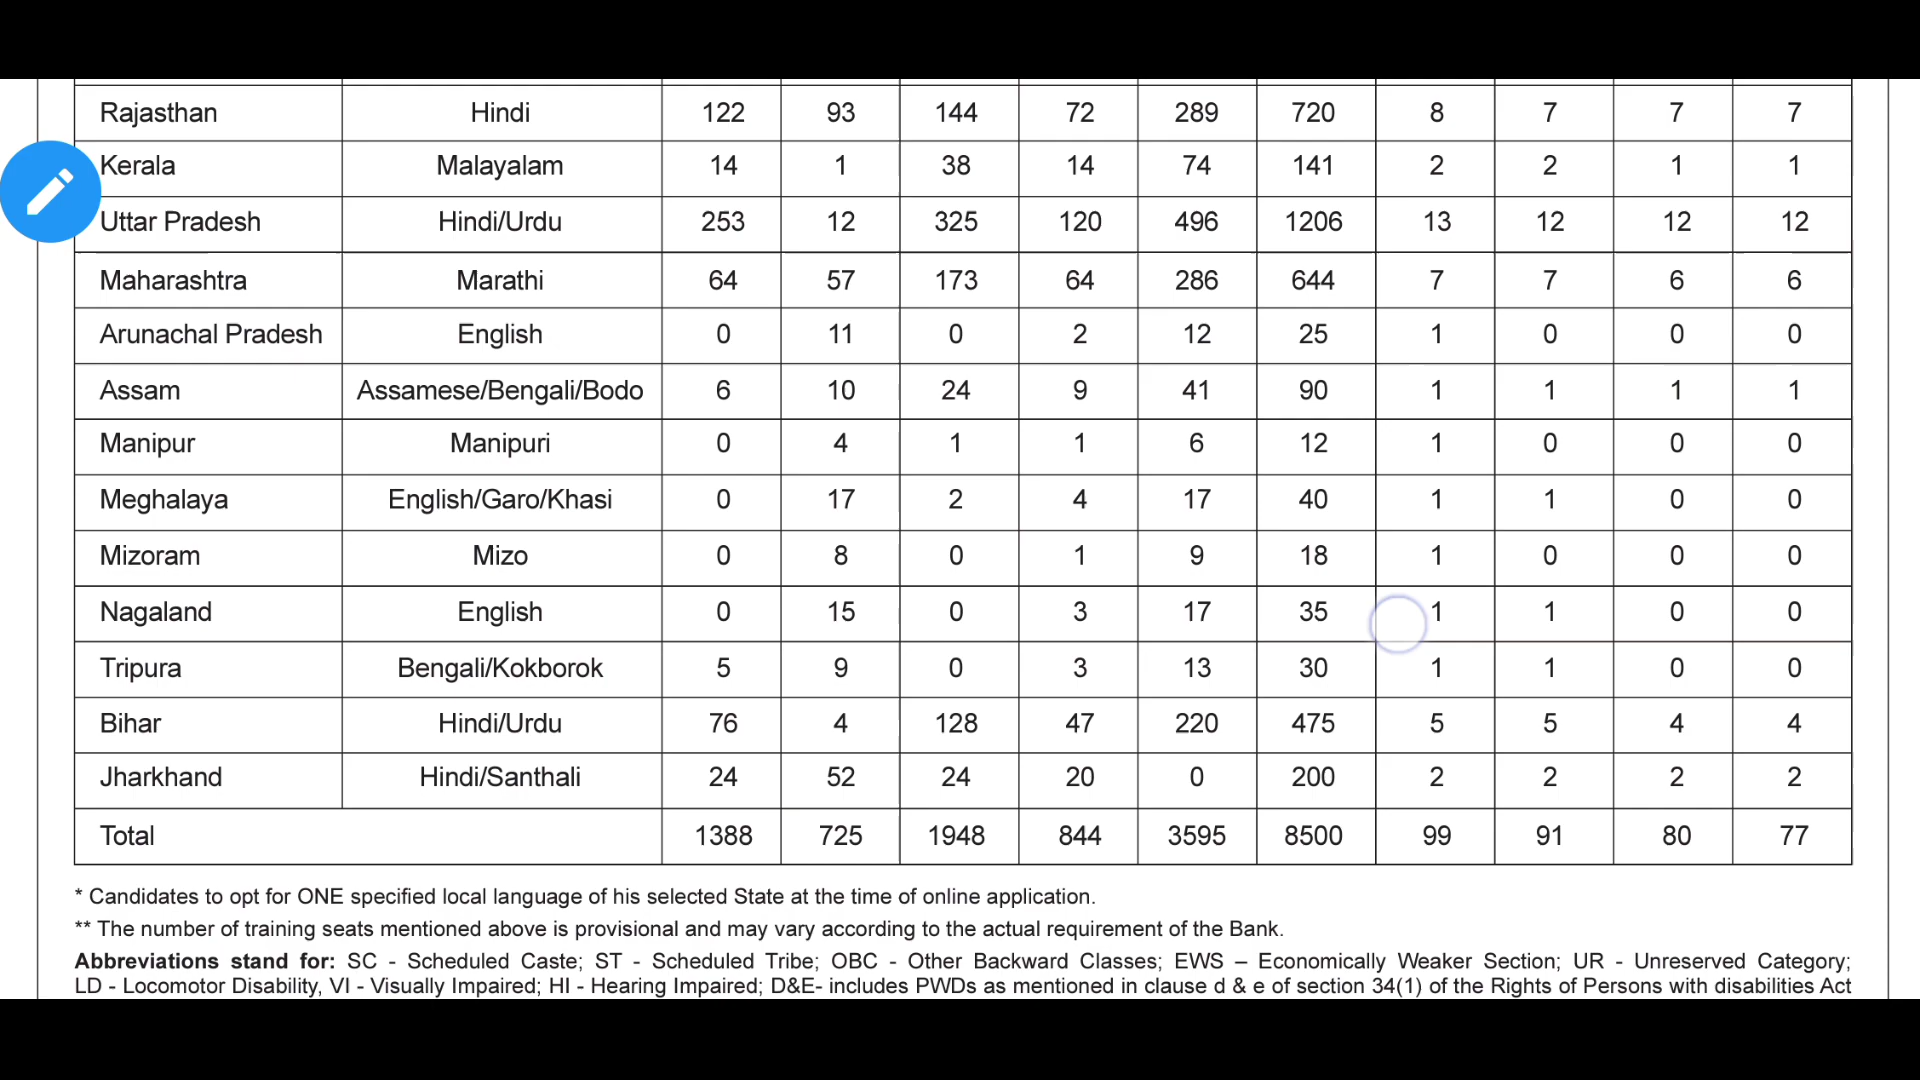 Rajasthan Hindi 122 93 144 72 289 720 8 7 7 7
Kerala Malayalam 14 1 38 14 74 141 2 2 1 1
Uttar Pradesh Hindi/Urdu 253 12 325 120 496 1206 13 12 12 12
Maharashtra Marathi 64 57 173 64 286 644 7 7 6 6
Arunachal Pradesh English 0 11 0 2 12 25 1 0 0 0
Assam Assamese/Bengali/Bodo 6 10 24 9 41 90 1 1 1 1
Manipur Manipuri 0 4 1 1 6 12 1 0 0 0
Meghalaya English/Garo/Khasi 0 17 2 4 17 40 1 1 0 0
Mizoram Mizo 0 8 0 1 9 18 1 0 0 0
Nagaland English 0 15 0 3 17 35 1 1 0 0
Tripura Bengali/Kokborok 5 9 0 3 13 30 1 1 0 0
Bihar Hindi/Urdu 76 4 128 47 220 475 5 5 4 4
Jharkhand Hindi/Santhali 24 52 24 20 0 200 2 2 2 2
Total 1388 725 1948 844 3595 8500 99 91 80 77
* Candidates to opt for ONE specified local language of his selected State at the time of online application.
** The number of training seats mentioned above is provisional and may vary according to the actual requirement of the Bank.
Abbreviations stand for: SC - Scheduled Caste; ST - Scheduled Tribe; OBC - Other Backward Classes; EWS – Economically Weaker Section; UR - Unreserved Category;
LD - Locomotor Disability, VI - Visually Impaired; HI - Hearing Impaired; D&E- includes PWDs as mentioned in clause d & e of section 34(1) of the Rights of Persons with disabilities Act